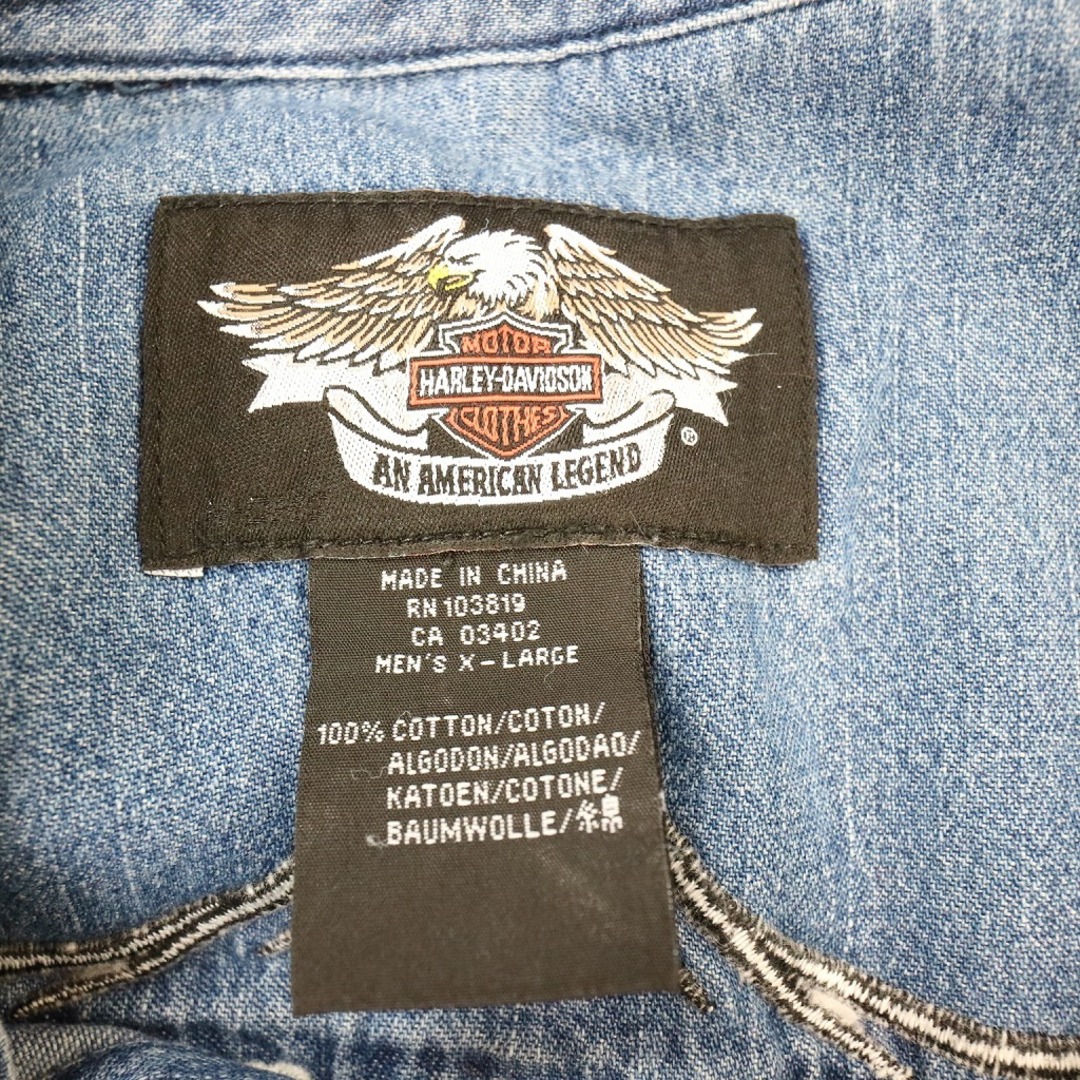 MOTOR
HARLEY-DAVIDSON
CLOTHES
AN AMERICAN LEGEND
®
MADE IN CHINA
RN 103819
CA 03402
MEN'S X-LARGE
100% COTTON/COTON/
ALGODON/ALGODAO/
KATOEN/COTONE/
BAUMWOLLE/綿